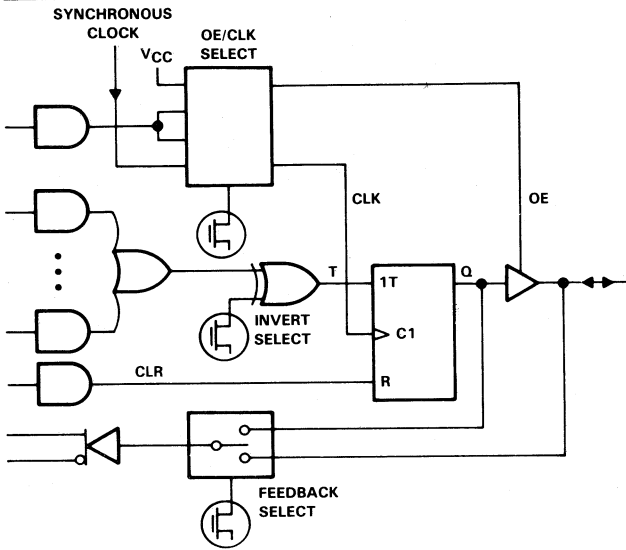 SYNCHRONOUS
CLOCK
OE/CLK
SELECT
VCC
CLK
OE
T
1T
Q
C1
R
INVERT
SELECT
CLR
FEEDBACK
SELECT